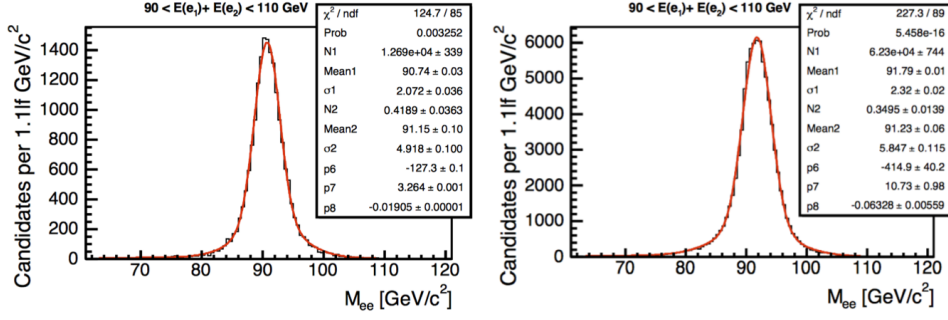 90 < E(e₁)+ E(e₂) < 110 GeV
χ² / ndf 124.7 / 85
Prob 0.003252
N1 1.269e+04 ± 339
Mean1 90.74 ± 0.03
σ1 2.072 ± 0.036
N2 0.4189 ± 0.0363
Mean2 91.15 ± 0.10
σ2 4.918 ± 0.100
p6 -127.3 ± 0.1
p7 3.264 ± 0.001
p8 -0.01905 ± 0.00001
Candidates per 1.1lf GeV/c²
1400
1200
1000
800
600
400
200
0
70 80 90 100 110 120
M_ee [GeV/c²]
90 < E(e₁)+ E(e₂) < 110 GeV
χ² / ndf 227.3 / 89
Prob 5.458e-16
N1 6.23e+04 ± 744
Mean1 91.79 ± 0.01
σ1 2.32 ± 0.02
N2 0.3495 ± 0.0139
Mean2 91.23 ± 0.06
σ2 5.847 ± 0.115
p6 -414.9 ± 40.2
p7 10.73 ± 0.98
p8 -0.06328 ± 0.00559
Candidates per 1.1lf GeV/c²
6000
5000
4000
3000
2000
1000
0
70 80 90 100 110 120
M_ee [GeV/c²]